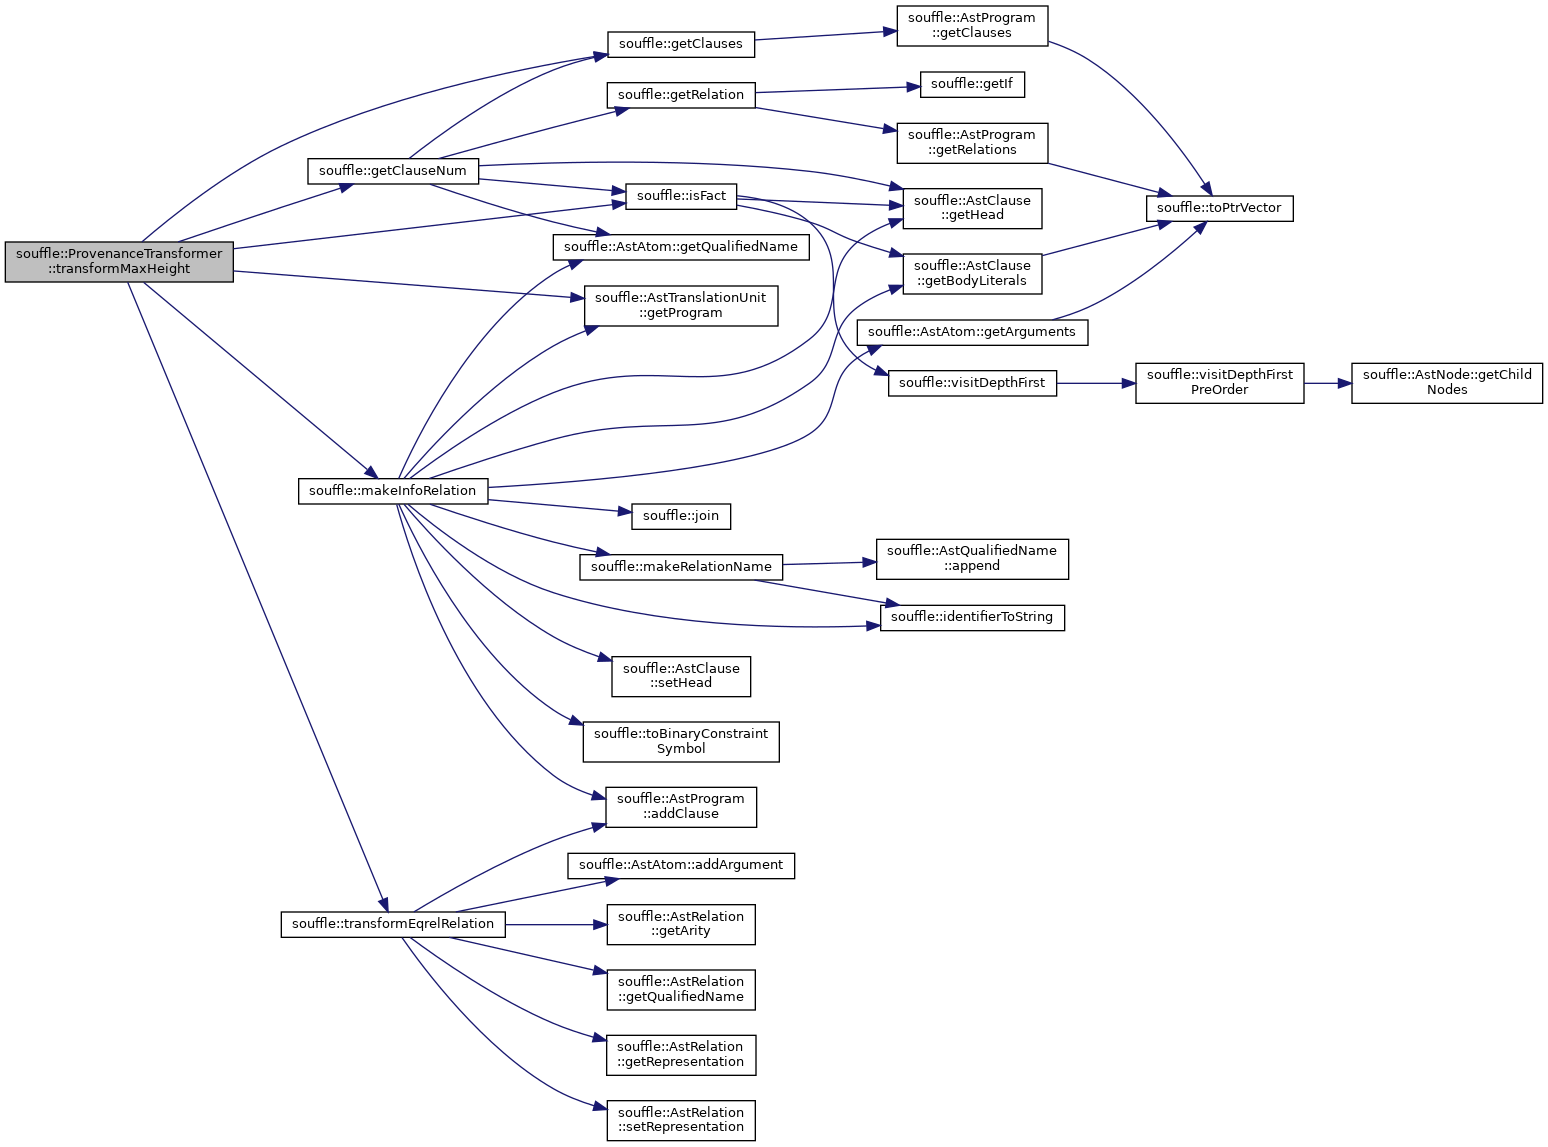 souffle::ProvenanceTransformer
::transformMaxHeight
souffle::getClauses
souffle::AstProgram
::getClauses
souffle::getClauseNum
souffle::getRelation
souffle::getIf
souffle::AstProgram
::getRelations
souffle::isFact
souffle::AstClause
::getHead
souffle::toPtrVector
souffle::AstAtom::getQualifiedName
souffle::AstClause
::getBodyLiterals
souffle::AstTranslationUnit
::getProgram
souffle::AstAtom::getArguments
souffle::visitDepthFirst
souffle::visitDepthFirst
PreOrder
souffle::AstNode::getChild
Nodes
souffle::makeInfoRelation
souffle::join
souffle::makeRelationName
souffle::AstQualifiedName
::append
souffle::identifierToString
souffle::AstClause
::setHead
souffle::toBinaryConstraint
Symbol
souffle::AstProgram
::addClause
souffle::AstAtom::addArgument
souffle::transformEqrelRelation
souffle::AstRelation
::getArity
souffle::AstRelation
::getQualifiedName
souffle::AstRelation
::getRepresentation
souffle::AstRelation
::setRepresentation